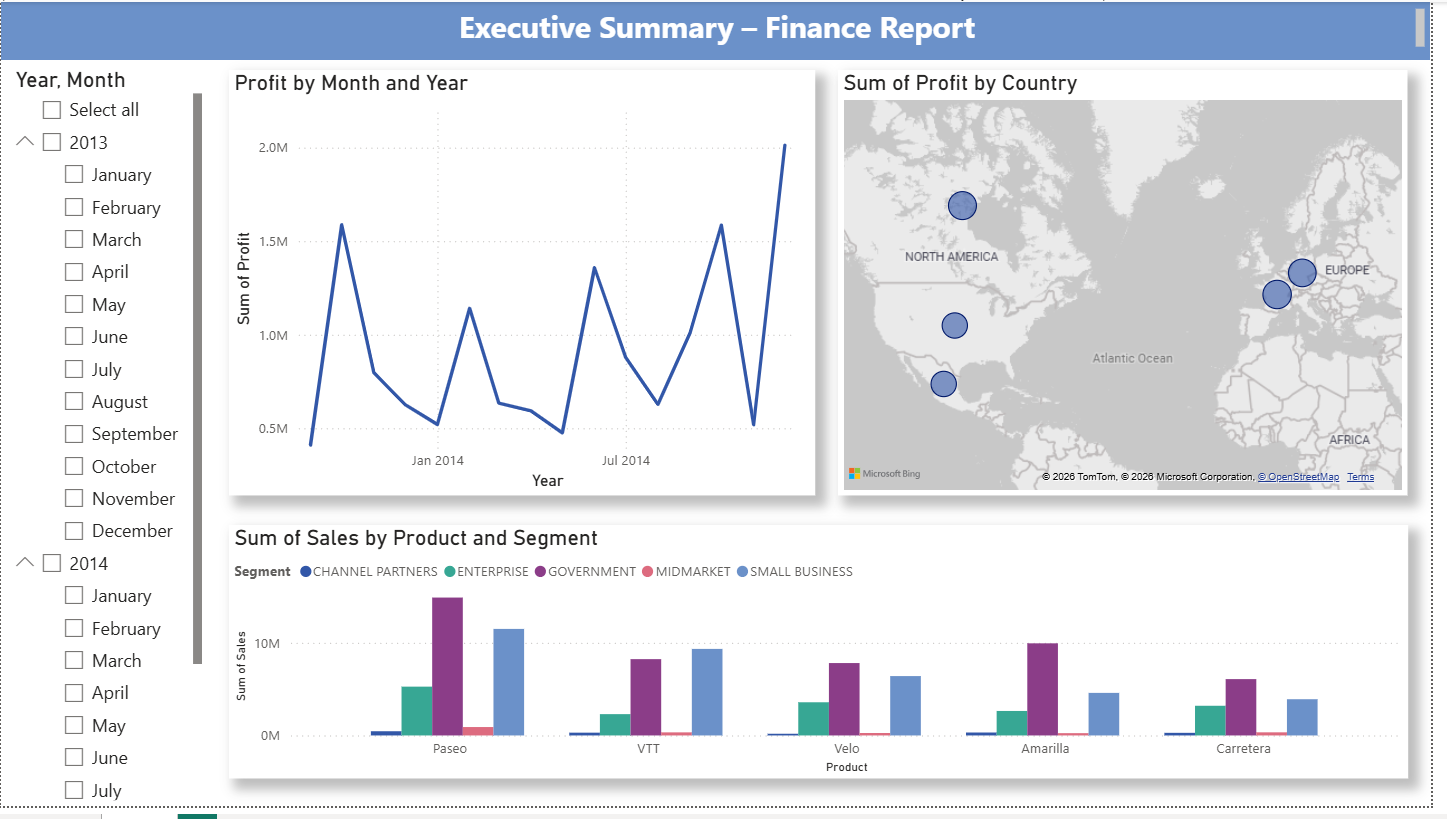 Executive Summary – Finance Report
Year, Month
Select all
2013
January
February
March
April
May
June
July
August
September
October
November
December
2014
January
February
March
April
May
June
July
Profit by Month and Year
Sum of Profit
2.0M
1.5M
1.0M
0.5M
Jan 2014 Jul 2014
Year
Sum of Profit by Country
NORTH AMERICA
EUROPE
Atlantic Ocean
AFRICA
Microsoft Bing
© 2026 TomTom, © 2026 Microsoft Corporation, © OpenStreetMap Terms
Sum of Sales by Product and Segment
Segment CHANNEL PARTNERS ENTERPRISE GOVERNMENT MIDMARKET SMALL BUSINESS
Sum of Sales
10M
0M
Paseo VTT Velo Amarilla Carretera
Product